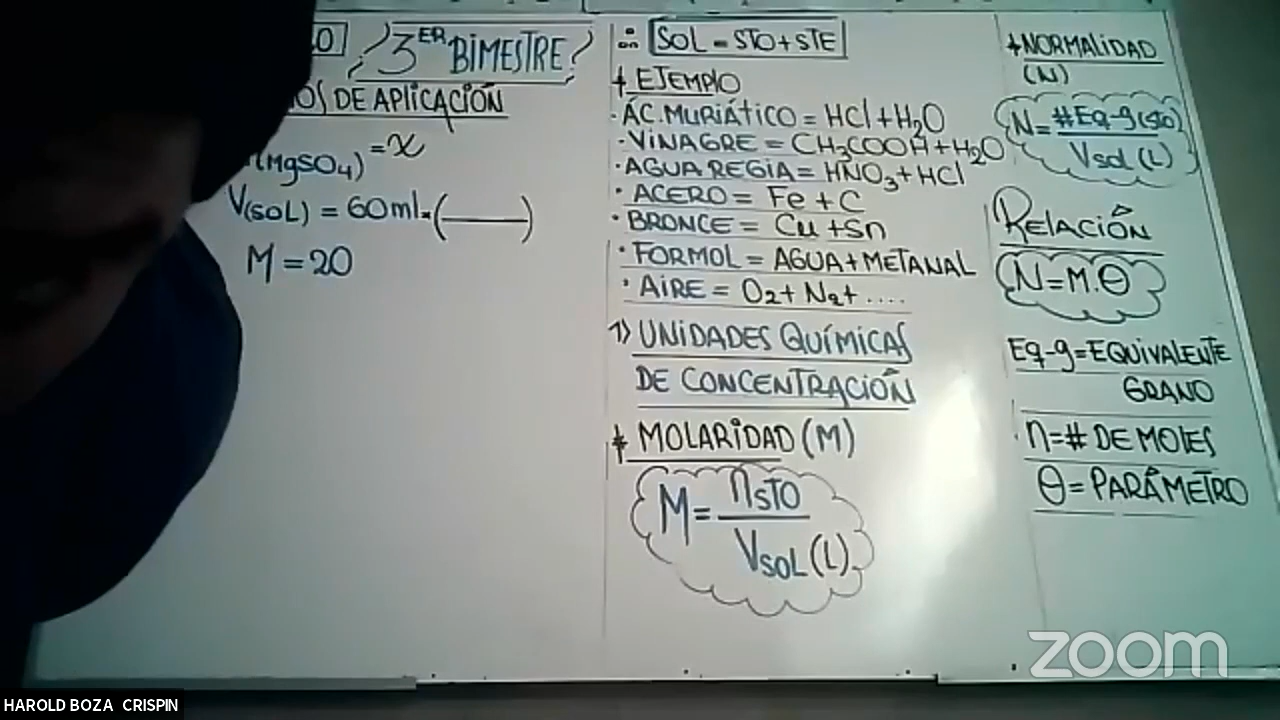 ¡3ER BIMESTRE!
DE APLICACIÓN
(MgSO4) = x
V(SOL) = 60ml.(———)
M = 20
∴ SOL = STO + STE
* EJEMPLO
· ÁC. MURIÁTICO = HCl + H2O
· VINAGRE = CH3COOH + H2O
· AGUA REGIA = HNO3 + HCl
· ACERO = Fe + C
· BRONCE = Cu + Sn
· FORMOL = AGUA + METANAL
· AIRE = O2 + N2 + ....
1) UNIDADES QUÍMICAS
DE CONCENTRACIÓN
* MOLARIDAD (M)
M = nSTO / VSOL(L)
* NORMALIDAD
(N)
N = #Eq-g(STO) / Vsol(L)
RELACIÓN
N = M.θ
Eq-g = EQUIVALENTE
GRAMO
· n = # DE MOLES
θ = PARÁMETRO
zoom
HAROLD BOZA CRISPIN